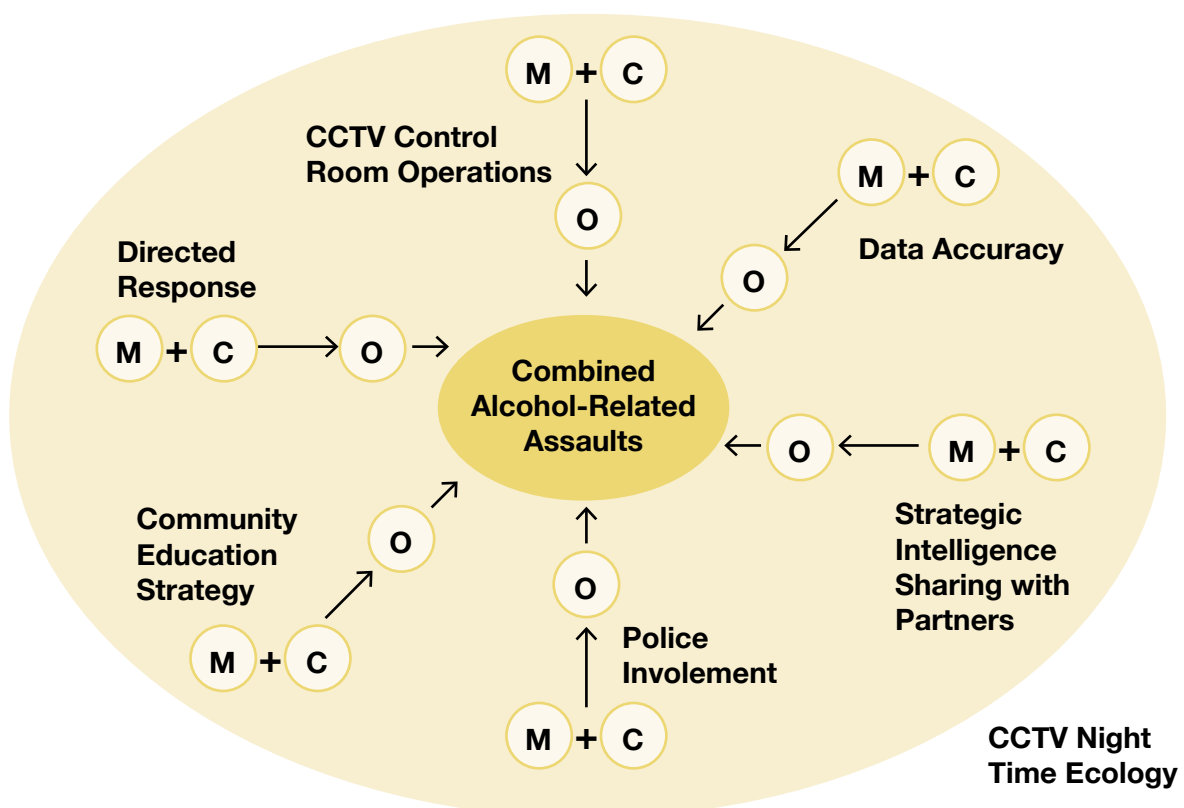 M + C
CCTV Control
Room Operations
O
M + C
Data Accuracy
O
Directed
Response
M + C
O
Combined
Alcohol-Related
Assaults
O
M + C
Strategic
Intelligence
Sharing with
Partners
Community
Education
Strategy
O
M + C
O
Police
Involement
M + C
CCTV Night
Time Ecology